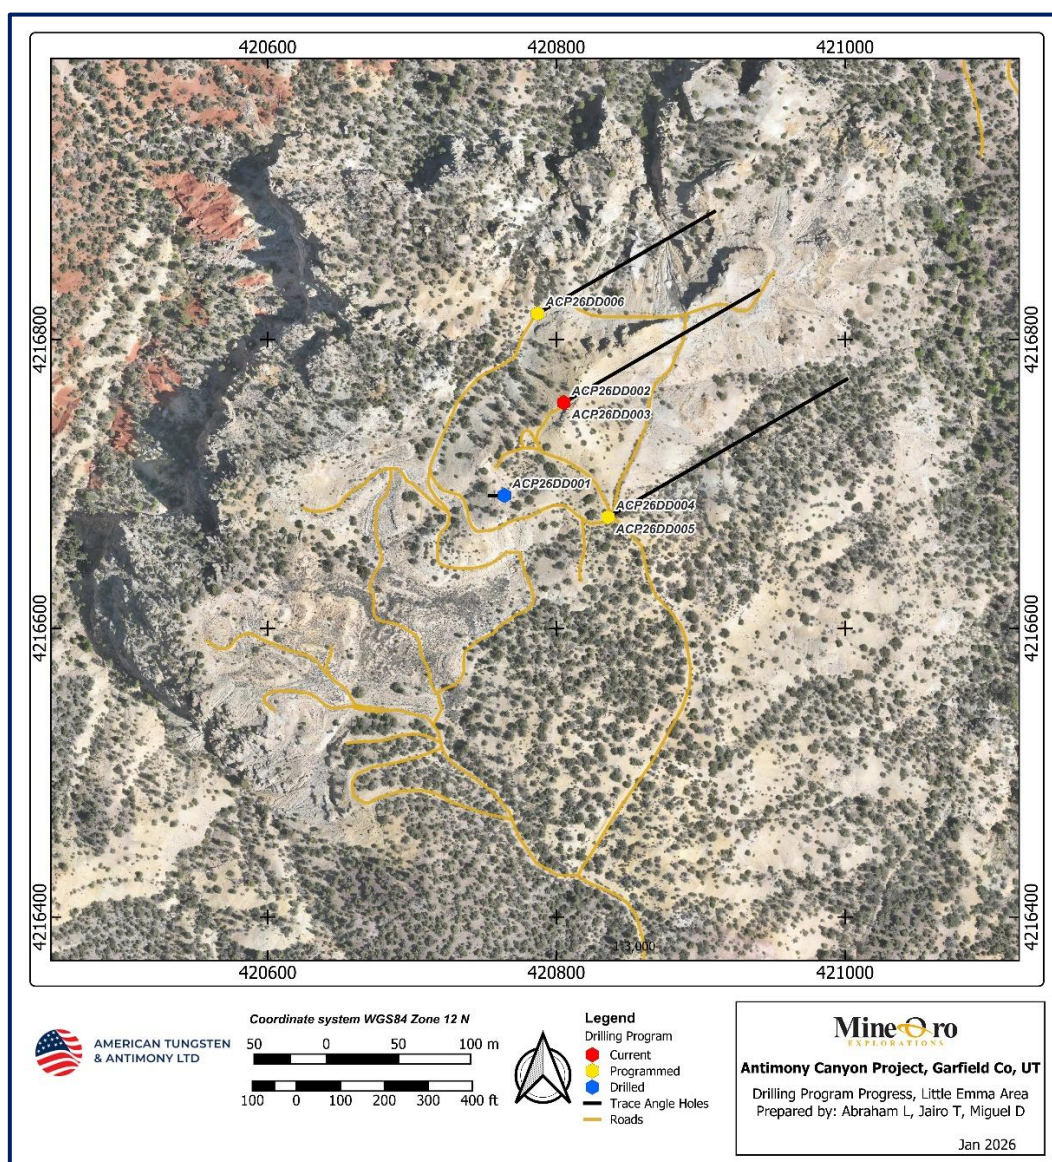 420600 420800 421000
4216800
4216600
4216400
4216800
4216600
4216400
ACP26DD006
ACP26DD002
ACP26DD003
ACP26DD001
ACP26DD004
ACP26DD005
1:3,000
420600 420800 421000
AMERICAN TUNGSTEN
& ANTIMONY LTD
Coordinate system WGS84 Zone 12 N
50 0 50 100 m
100 0 100 200 300 400 ft
Legend
Drilling Program
Current
Programmed
Drilled
Trace Angle Holes
Roads
MineOro
EXPLORATIONS
Antimony Canyon Project, Garfield Co, UT
Drilling Program Progress, Little Emma Area
Prepared by: Abraham L, Jairo T, Miguel D
Jan 2026